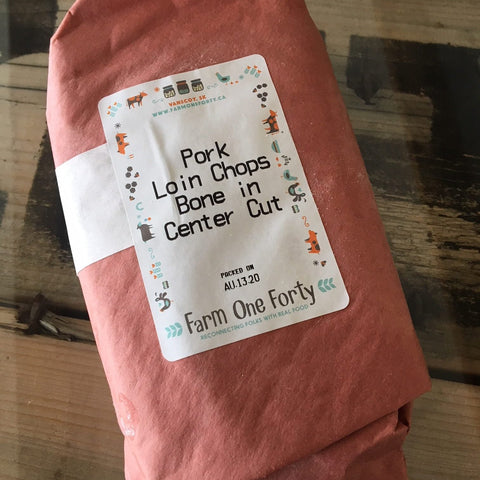 VANSCOY, SK
WWW.FARMONEFORTY.CA
Pork
Loin Chops
Bone in
Center Cut
PACKED ON
AU.13.20
Farm One Forty
RECONNECTING FOLKS WITH REAL FOOD